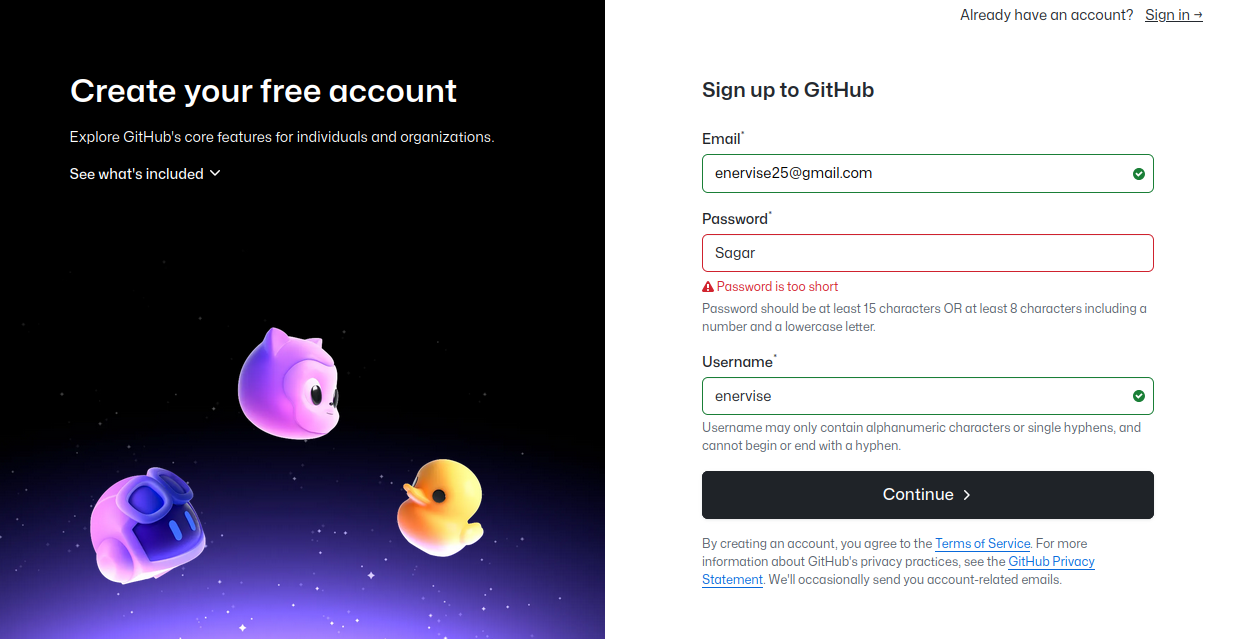 Already have an account? Sign in →
Create your free account
Explore GitHub's core features for individuals and organizations.
See what's included
Sign up to GitHub
Email*
enervise25@gmail.com
Password*
Sagar
Password is too short
Password should be at least 15 characters OR at least 8 characters including a
number and a lowercase letter.
Username*
enervise
Username may only contain alphanumeric characters or single hyphens, and
cannot begin or end with a hyphen.
Continue
By creating an account, you agree to the Terms of Service. For more
information about GitHub's privacy practices, see the GitHub Privacy
Statement. We'll occasionally send you account-related emails.